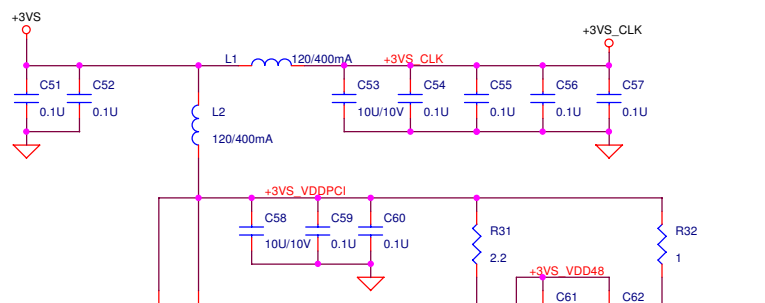 +3VS
+3VS_CLK
L1
120/400mA
+3VS_CLK
C51
C52
C53
C54
C55
C56
C57
0.1U
0.1U
10U/10V
0.1U
0.1U
0.1U
0.1U
L2
120/400mA
+3VS_VDDPCI
C58
C59
C60
R31
R32
10U/10V
0.1U
0.1U
2.2
1
+3VS_VDD48
C61
C62